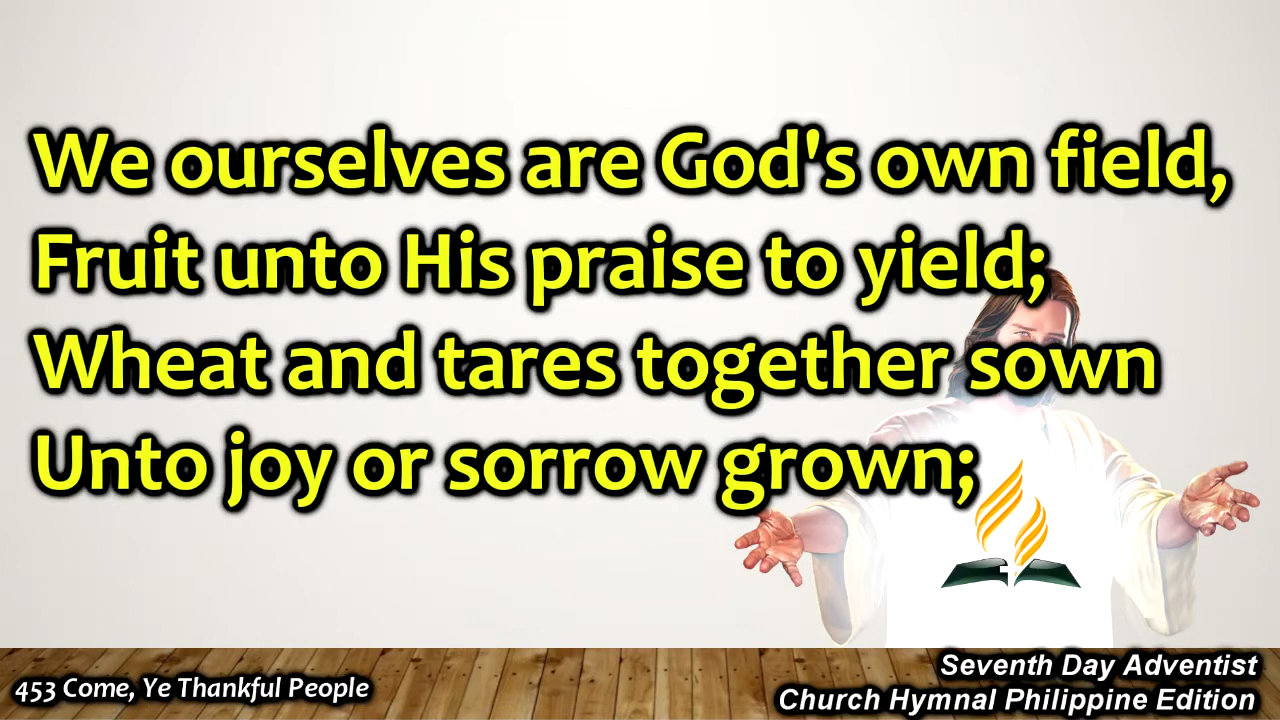 We ourselves are God's own field,
Fruit unto His praise to yield;
Wheat and tares together sown
Unto joy or sorrow grown;
453 Come, Ye Thankful People
Seventh Day Adventist
Church Hymnal Philippine Edition